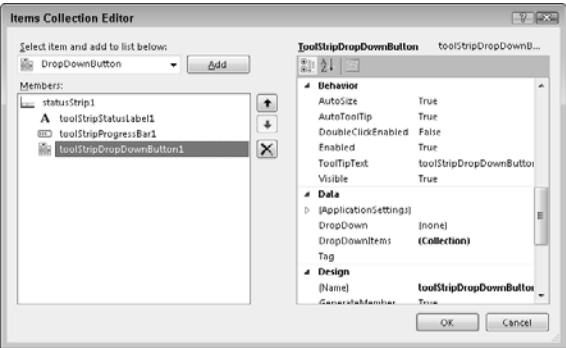 Items Collection Editor
Select item and add to list below:
DropDownButton
Add
Members:
statusStrip1
A toolStripStatusLabel1
toolStripProgressBar1
toolStripDropDownButton1
ToolStripDropDownButton toolStripDropDownB...
Behavior
AutoSize True
AutoToolTip True
DoubleClickEnabled False
Enabled True
ToolTipText toolStripDropDownButton
Visible True
Data
(ApplicationSettings)
DropDown (none)
DropDownItems (Collection)
Tag
Design
(Name) toolStripDropDownButton
GenerateMember True
OK Cancel